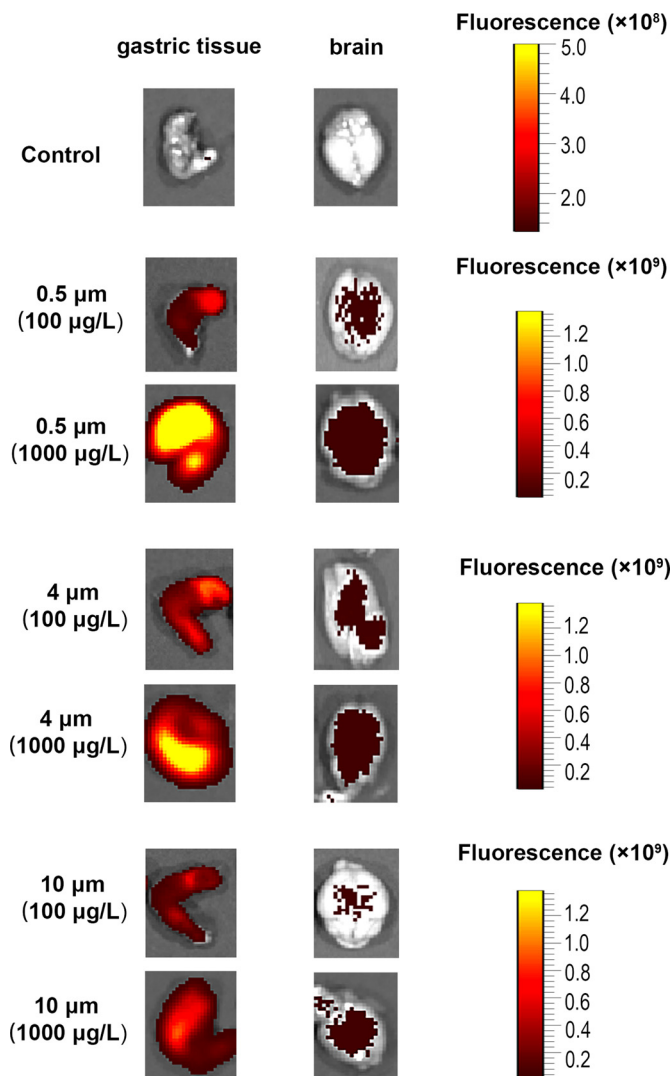 Fluorescence (×10⁸)
gastric tissue brain
5.0
4.0
Control
3.0
2.0
Fluorescence (×10⁹)
0.5 µm
(100 µg/L)
1.2
1.0
0.8
0.5 µm
(1000 µg/L)
0.6
0.4
0.2
Fluorescence (×10⁹)
4 µm
(100 µg/L)
1.2
1.0
0.8
4 µm
(1000 µg/L)
0.6
0.4
0.2
Fluorescence (×10⁹)
10 µm
(100 µg/L)
1.2
1.0
0.8
10 µm
(1000 µg/L)
0.6
0.4
0.2